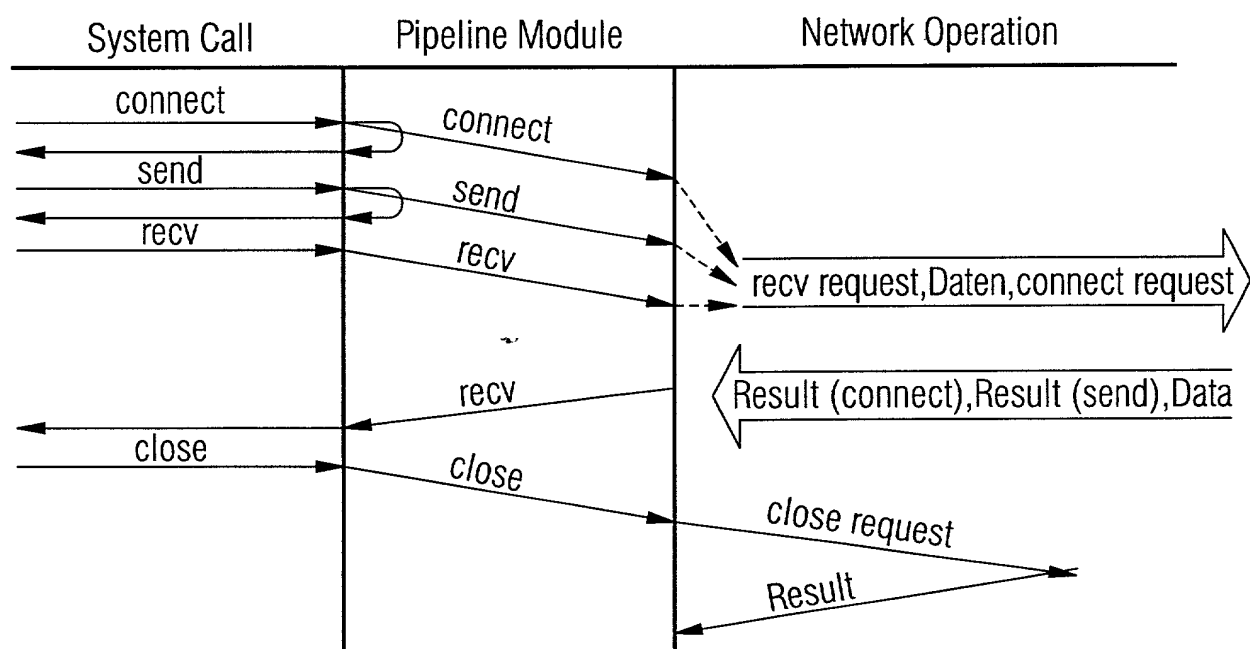 System Call
Pipeline Module
Network Operation
connect
connect
send
send
recv
recv
recv request,Daten,connect request
recv
Result (connect),Result (send),Data
close
close
close request
Result